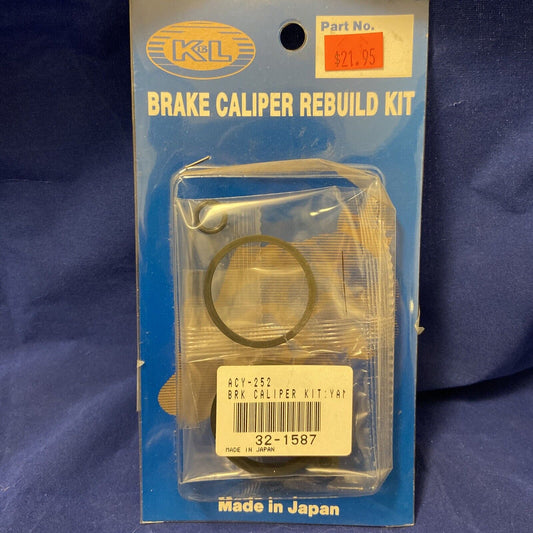 K&L
Part No.
$21.95
BRAKE CALIPER REBUILD KIT
ACY-252
BRK CALIPER KIT:YAM
32-1587
MADE IN JAPAN
Made in Japan